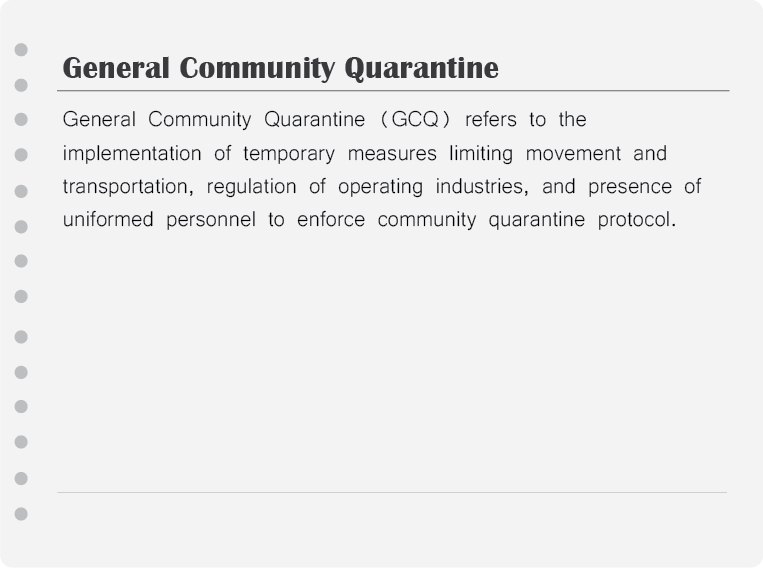 General Community Quarantine
General Community Quarantine (GCQ) refers to the
implementation of temporary measures limiting movement and
transportation, regulation of operating industries, and presence of
uniformed personnel to enforce community quarantine protocol.